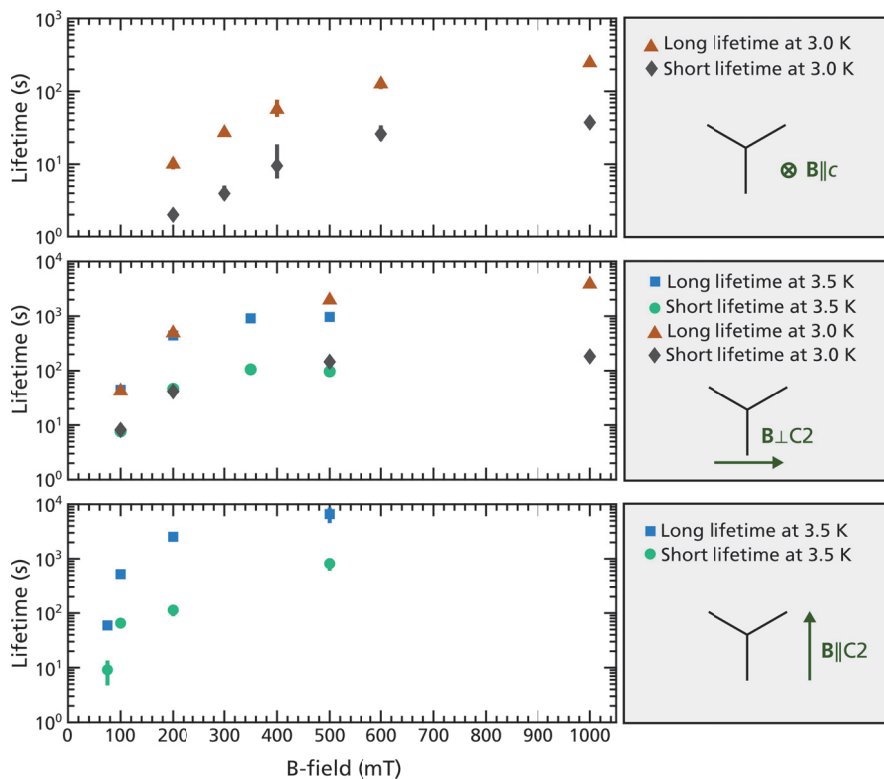 Lifetime (s)
10³
10²
10¹
10⁰
Long lifetime at 3.0 K
Short lifetime at 3.0 K
B∥c
Lifetime (s)
10⁴
10³
10²
10¹
10⁰
Long lifetime at 3.5 K
Short lifetime at 3.5 K
Long lifetime at 3.0 K
Short lifetime at 3.0 K
B⊥C2
Lifetime (s)
10⁴
10³
10²
10¹
10⁰
Long lifetime at 3.5 K
Short lifetime at 3.5 K
B∥C2
0 100 200 300 400 500 600 700 800 900 1000
B-field (mT)